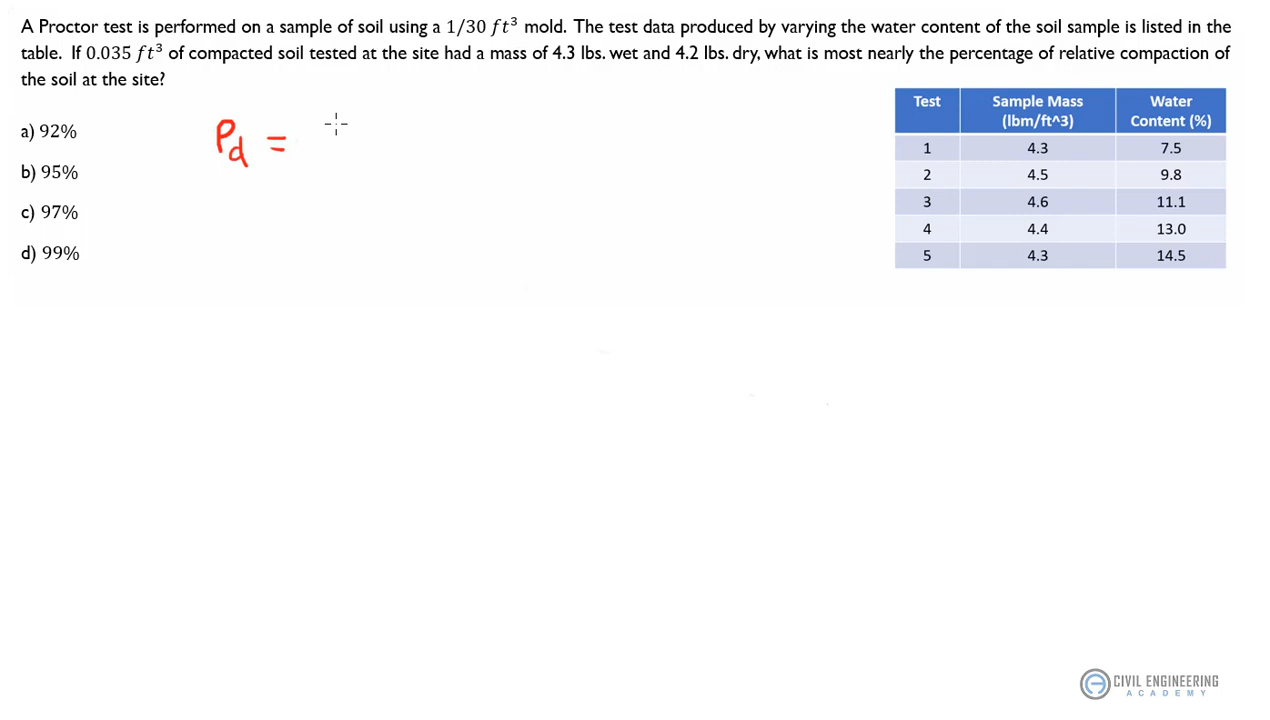 A Proctor test is performed on a sample of soil using a 1/30 ft³ mold. The test data produced by varying the water content of the soil sample is listed in the
table. If 0.035 ft³ of compacted soil tested at the site had a mass of 4.3 lbs. wet and 4.2 lbs. dry, what is most nearly the percentage of relative compaction of
the soil at the site?
a) 92%
b) 95%
c) 97%
d) 99%
Pd =
Test Sample Mass (lbm/ft^3) Water Content (%)
1 4.3 7.5
2 4.5 9.8
3 4.6 11.1
4 4.4 13.0
5 4.3 14.5
CIVIL ENGINEERING
ACADEMY